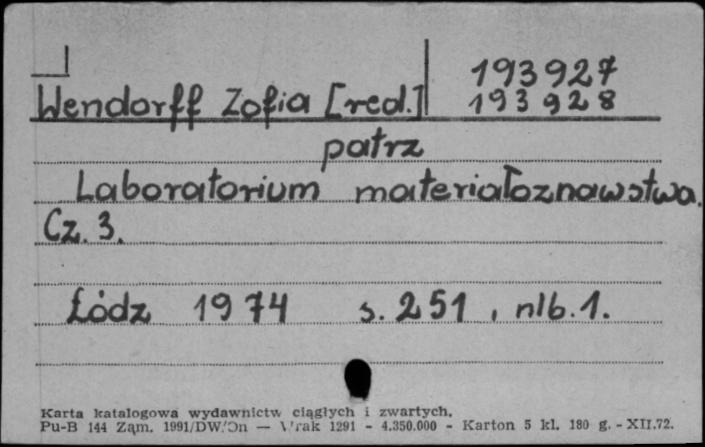 193927
Wendorff Zofia [red.] 193928
patrz
Laboratorium materiałoznawstwa.
Cz. 3.
Łódz 1974 s. 251, nlb. 1.
Karta katalogowa wydawnictw ciągłych i zwartych.
Pu-B 144 Zam. 1991/DW/On — Wrak 1291 - 4.350.000 - Karton 5 kl. 180 g. - XII.72.